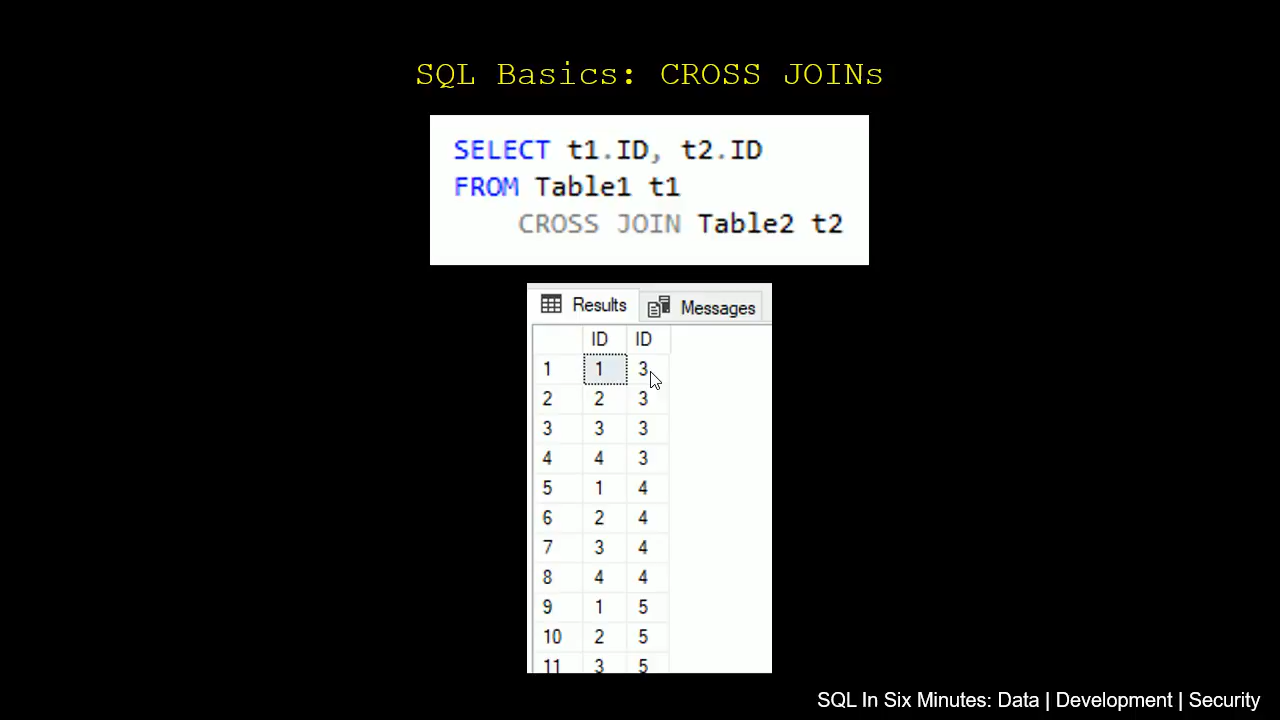 SQL Basics: CROSS JOINs
SELECT t1.ID, t2.ID
FROM Table1 t1
CROSS JOIN Table2 t2
Results Messages
ID ID
1 1 3
2 2 3
3 3 3
4 4 3
5 1 4
6 2 4
7 3 4
8 4 4
9 1 5
10 2 5
11 3 5
SQL In Six Minutes: Data | Development | Security